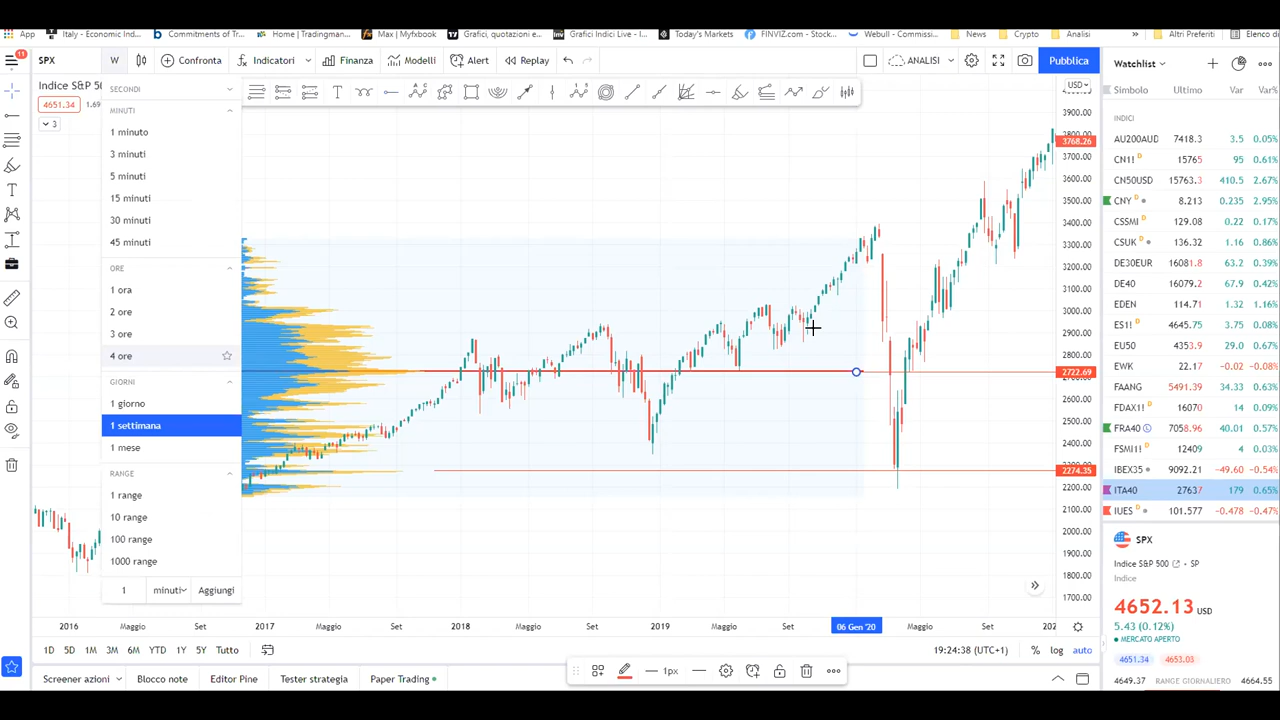 App
Italy - Economic Ind...
Commitments of Tr...
Home | Tradingman...
Max | Myfxbook
Grafici, quotazioni e...
Grafici Indici Live - I...
Today's Markets
FINVIZ.com - Stock...
Webull - Commissi...
News
Crypto
Analisi
»
Altri Preferiti
Elenco di
11
SPX
W
Confronta
Indicatori
Finanza
Modelli
Alert
Replay
ANALISI
Pubblica
Watchlist
Indice S&P 50
4651.34
1.69
3
SECONDI
MINUTI
1 minuto
3 minuti
5 minuti
15 minuti
30 minuti
45 minuti
ORE
1 ora
2 ore
3 ore
4 ore
GIORNI
1 giorno
1 settimana
1 mese
RANGE
1 range
10 range
100 range
1000 range
1
minuti
Aggiungi
USD
3900.00
3800.00
3768.26
3700.00
3600.00
3500.00
3400.00
3300.00
3200.00
3100.00
3000.00
2900.00
2800.00
2722.69
2600.00
2500.00
2400.00
2274.35
2200.00
2100.00
2000.00
1900.00
1800.00
1700.00
2016
Maggio
Set
2017
Maggio
Set
2018
Maggio
Set
2019
Maggio
Set
06 Gen '20
Maggio
Set
202
1D
5D
1M
3M
6M
YTD
1Y
5Y
Tutto
19:24:38 (UTC+1)
%
log
auto
Screener azioni
Blocco note
Editor Pine
Tester strategia
Paper Trading
1px
Simbolo Ultimo Var Var%
INDICI
AU200AUD 7418.3 3.5 0.05%
CN1! D 15765 95 0.61%
CN50USD 15763.3 410.5 2.67%
CNY D 8.213 0.235 2.95%
CSSMI 129.08 0.22 0.17%
CSUK 136.32 1.16 0.86%
DE30EUR 16081.8 63.2 0.39%
DE40 16079.2 67.9 0.42%
EDEN 114.71 1.32 1.16%
ES1! D 4645.75 3.75 0.08%
EU50 4353.9 29.0 0.67%
EWK 22.17 -0.02 -0.08%
FAANG 5491.39 34.33 0.63%
FDAX1! D 16070 14 0.09%
FRA40 7058.96 40.01 0.57%
FSMI1! D 12409 4 0.03%
IBEX35 9092.21 -49.60 -0.54%
ITA40 27637 179 0.65%
IUES D 101.577 -0.478 -0.47%
SPX
Indice S&P 500 • SP
Indice
4652.13 USD
5.43 (0.12%)
MERCATO APERTO
4651.34
4653.03
4649.37 RANGE GIORNALIERO 4664.55